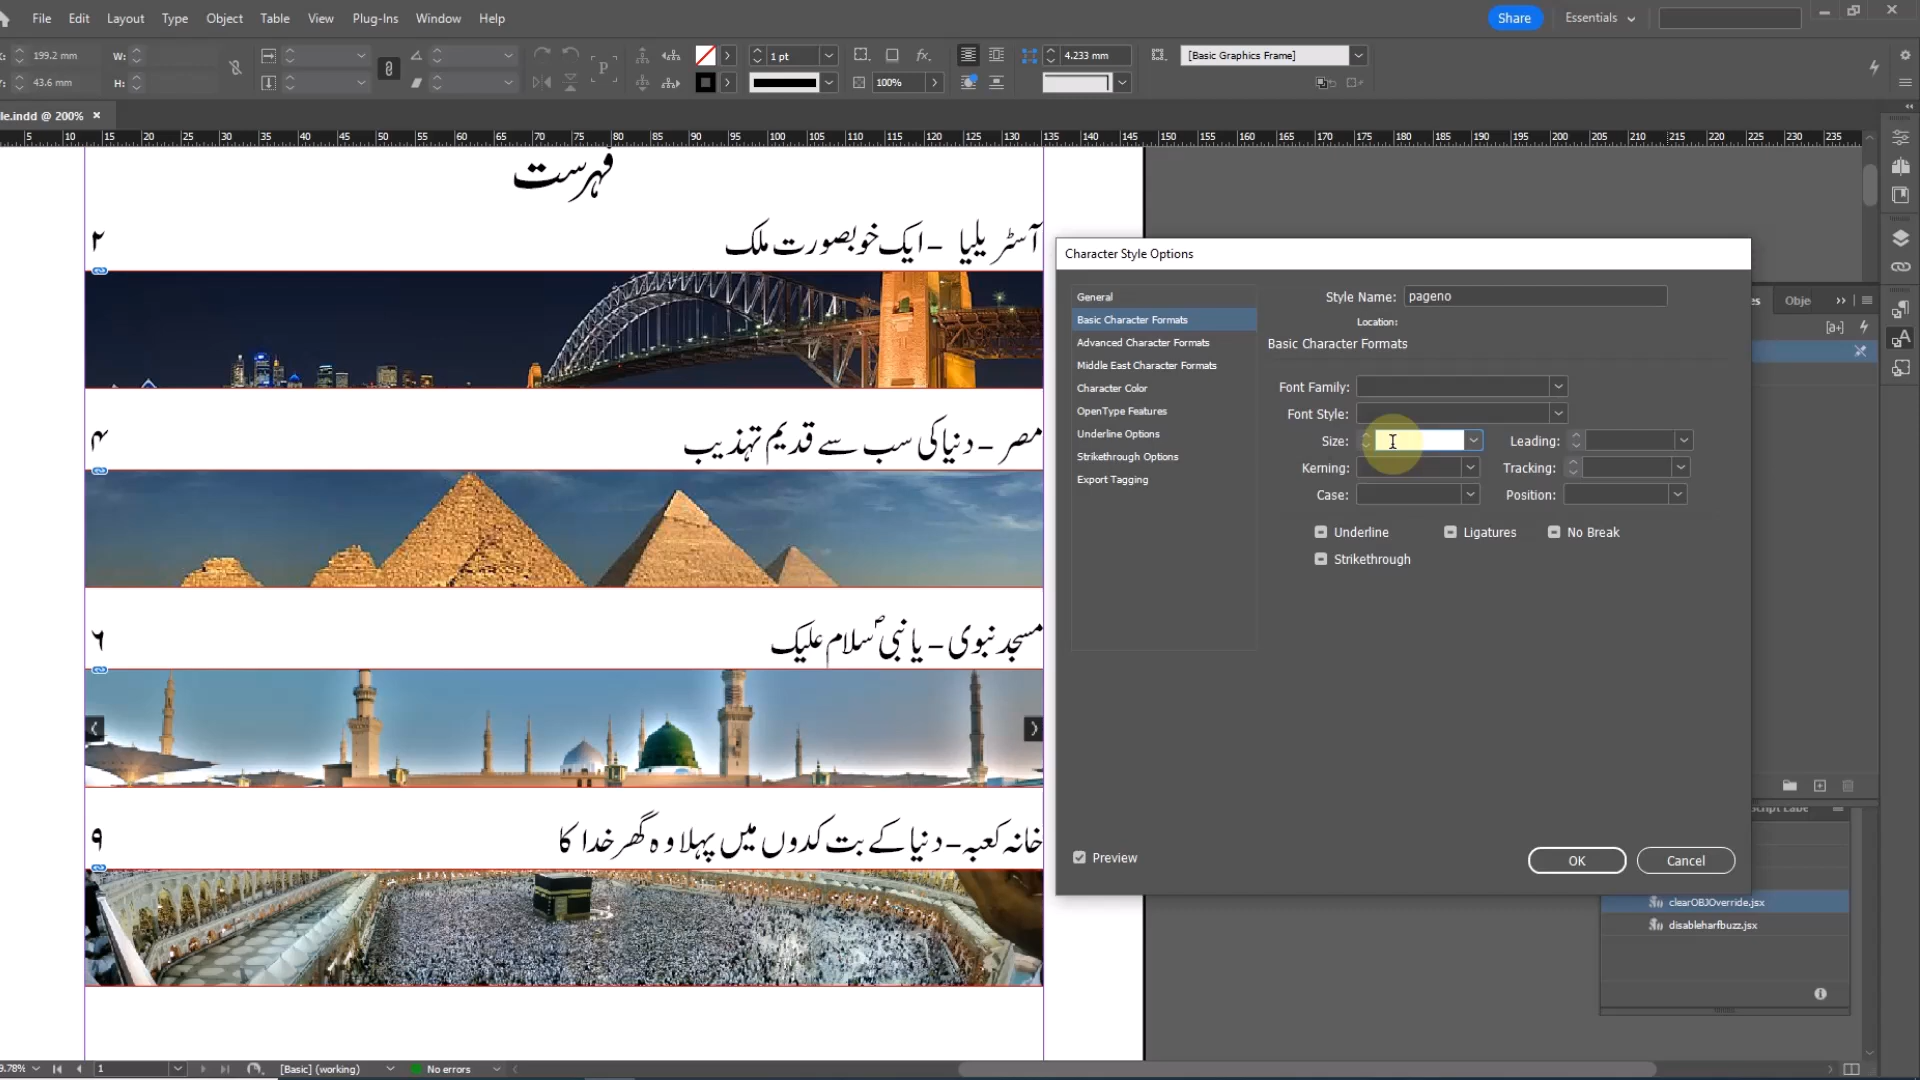 File Edit Layout Type Object Table View Plug-Ins Window Help
Share Essentials
X: 199.2 mm W: 1 pt 4.233 mm [Basic Graphics Frame]
Y: 43.6 mm H: 100%
le.indd @ 200% ×
5 10 15 20 25 30 35 40 45 50 55 60 65 70 75 80 85 90 95 100 105 110 115 120 125 130 135 140 145 150 155 160 165 170 175 180 185 190 195 200 205 210 215 220 225 230 235
فہرست
آسٹریلیا - ایک خوبصورت ملک ۲
مصر - دنیا کی سب سے قدیم تہذیب ۴
مسجد نبوی - یا نبیؐ سلام علیک ۶
خانہ کعبہ - دنیا کے بت کدوں میں پہلا وہ گھر خدا کا ۹
Character Style Options
General
Basic Character Formats
Advanced Character Formats
Middle East Character Formats
Character Color
OpenType Features
Underline Options
Strikethrough Options
Export Tagging
Style Name: pageno
Location:
Basic Character Formats
Font Family:
Font Style:
Size: Leading:
Kerning: Tracking:
Case: Position:
Underline Ligatures No Break
Strikethrough
Preview
OK Cancel
es Obje
Script Label
clearOBJOverride.jsx
disableharfbuzz.jsx
9.78% 1 [Basic] (working) No errors